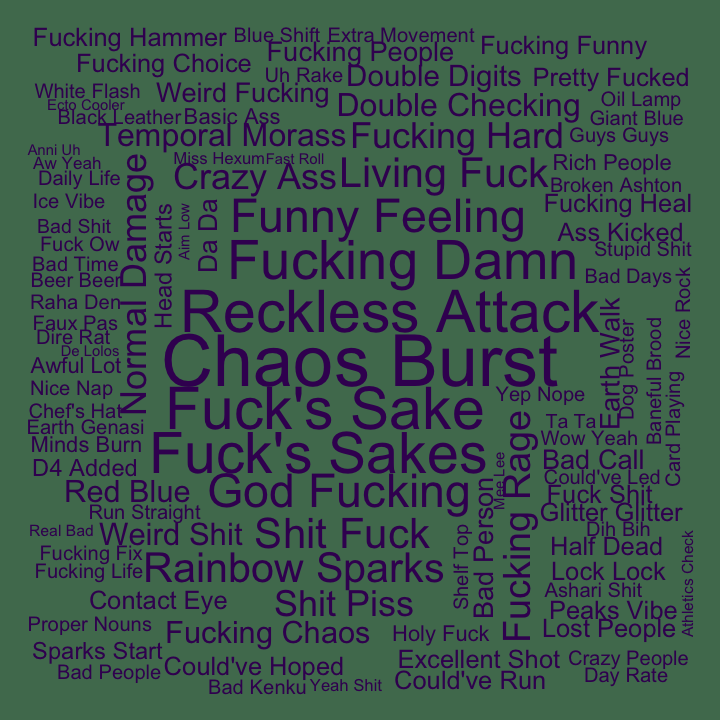 Fucking Hammer
Blue Shift
Extra Movement
Fucking People
Fucking Funny
Fucking Choice
Uh Rake
Double Digits
Pretty Fucked
White Flash
Weird Fucking
Ecto Cooler
Double Checking
Oil Lamp
Black Leather
Basic Ass
Giant Blue
Temporal Morass
Fucking Hard
Guys Guys
Anni Uh
Miss Hexum
Fast Roll
Aw Yeah
Rich People
Daily Life
Crazy Ass
Living Fuck
Broken Ashton
Ice Vibe
Fucking Heal
Normal Damage
Head Starts
Aim Low
Da Da
Funny Feeling
Bad Shit
Ass Kicked
Fuck Ow
Stupid Shit
Bad Time
Fucking Damn
Bad Days
Beer Beer
Raha Den
Reckless Attack
Earth Walk
Dog Poster
Baneful Brood
Nice Rock
Faux Pas
Dire Rat
De Lolos
Chaos Burst
Awful Lot
Nice Nap
Yep Nope
Card Playing
Chef's Hat
Fuck's Sake
Ta Ta
Earth Genasi
Wow Yeah
Minds Burn
Fuck's Sakes
Bad Call
D4 Added
Mee Lee
Could've Led
Red Blue
God Fucking
Fucking Rage
Bad Person
Fuck Shit
Run Straight
Glitter Glitter
Real Bad
Weird Shit
Shit Fuck
Shelf Top
Dih Bih
Fucking Fix
Half Dead
Athletics Check
Fucking Life
Rainbow Sparks
Lock Lock
Ashari Shit
Contact Eye
Shit Piss
Peaks Vibe
Proper Nouns
Fucking Chaos
Holy Fuck
Lost People
Sparks Start
Excellent Shot
Crazy People
Bad People
Could've Hoped
Could've Run
Day Rate
Bad Kenku
Yeah Shit